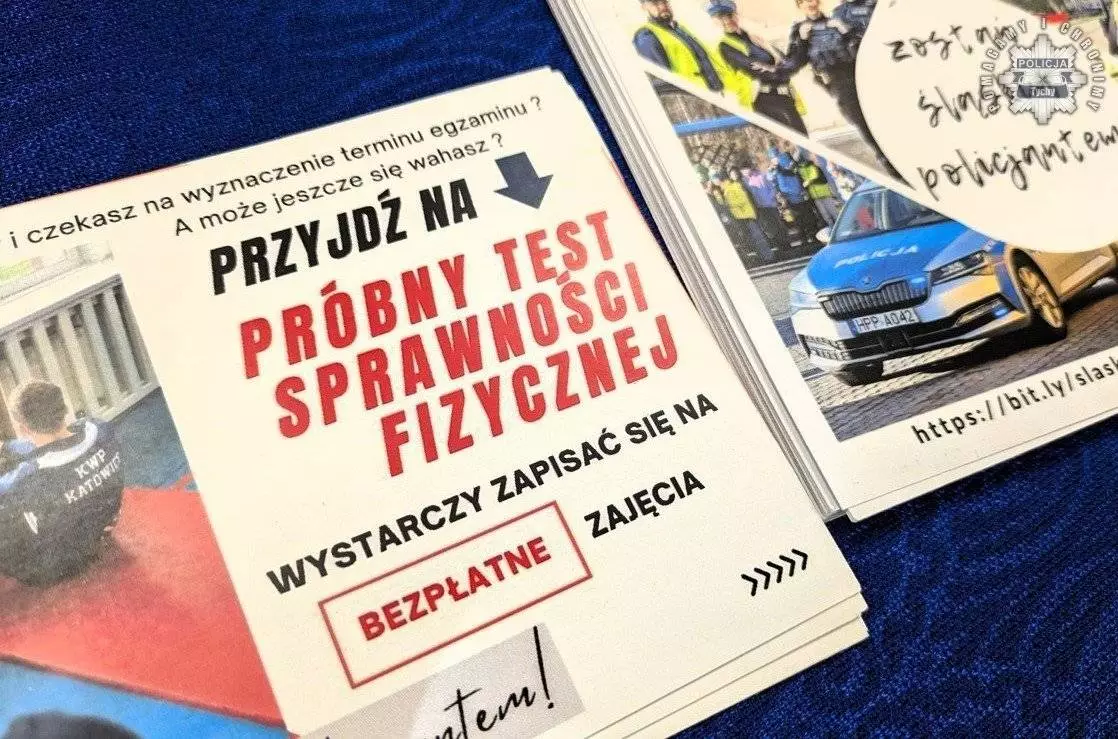 i czekasz na wyznaczenie terminu egzaminu ?
A może jeszcze się wahasz ?
PRZYJDŹ NA
PRÓBNY TEST
SPRAWNOŚCI
FIZYCZNEJ
WYSTARCZY ZAPISAĆ SIĘ NA
BEZPŁATNE ZAJĘCIA
>>>>>
KWP
KATOWICE
zostań
policjantem
POLICJA
HPP A042
https://bit.ly/slask
POMAGAMY I CHRONIMY
POLICJA
Tychy